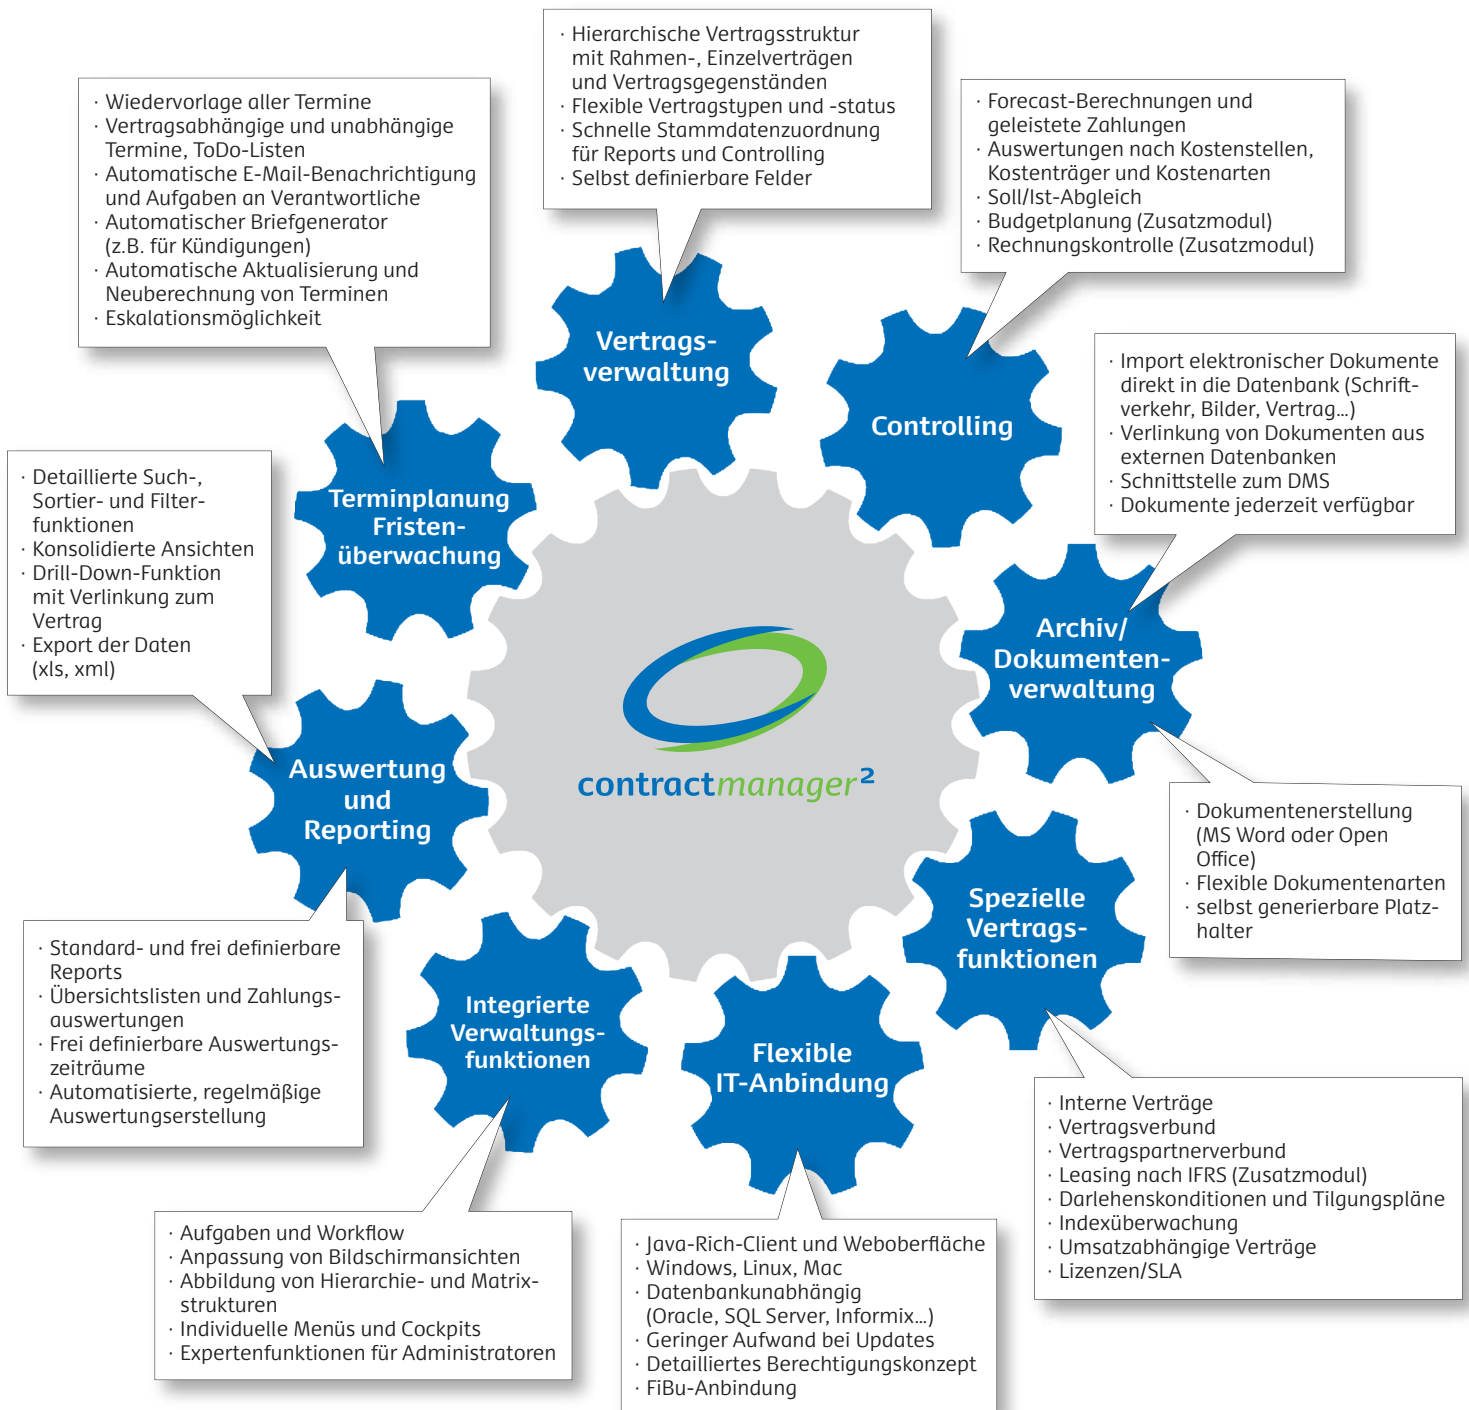 · Hierarchische Vertragsstruktur
mit Rahmen-, Einzelverträgen
und Vertragsgegenständen
· Flexible Vertragstypen und -status
· Schnelle Stammdatenzuordnung
für Reports und Controlling
· Selbst definierbare Felder
· Wiedervorlage aller Termine
· Vertragsabhängige und unabhängige
Termine, ToDo-Listen
· Automatische E-Mail-Benachrichtigung
und Aufgaben an Verantwortliche
· Automatischer Briefgenerator
(z.B. für Kündigungen)
· Automatische Aktualisierung und
Neuberechnung von Terminen
· Eskalationsmöglichkeit
· Forecast-Berechnungen und
geleistete Zahlungen
· Auswertungen nach Kostenstellen,
Kostenträger und Kostenarten
· Soll/Ist-Abgleich
· Budgetplanung (Zusatzmodul)
· Rechnungskontrolle (Zusatzmodul)
Vertrags-
verwaltung
Controlling
· Import elektronischer Dokumente
direkt in die Datenbank (Schrift-
verkehr, Bilder, Vertrag...)
· Verlinkung von Dokumenten aus
externen Datenbanken
· Schnittstelle zum DMS
· Dokumente jederzeit verfügbar
Terminplanung
Fristen-
überwachung
· Detaillierte Such-,
Sortier- und Filter-
funktionen
· Konsolidierte Ansichten
· Drill-Down-Funktion
mit Verlinkung zum
Vertrag
· Export der Daten
(xls, xml)
Archiv/
Dokumenten-
verwaltung
contractmanager²
Auswertung
und
Reporting
· Dokumentenerstellung
(MS Word oder Open
Office)
· Flexible Dokumentenarten
· selbst generierbare Platz-
halter
Spezielle
Vertrags-
funktionen
· Standard- und frei definierbare
Reports
· Übersichtslisten und Zahlungs-
auswertungen
· Frei definierbare Auswertungs-
zeiträume
· Automatisierte, regelmäßige
Auswertungserstellung
Integrierte
Verwaltungs-
funktionen
Flexible
IT-Anbindung
· Interne Verträge
· Vertragsverbund
· Vertragspartnerverbund
· Leasing nach IFRS (Zusatzmodul)
· Darlehenskonditionen und Tilgungspläne
· Indexüberwachung
· Umsatzabhängige Verträge
· Lizenzen/SLA
· Aufgaben und Workflow
· Anpassung von Bildschirmansichten
· Abbildung von Hierarchie- und Matrix-
strukturen
· Individuelle Menüs und Cockpits
· Expertenfunktionen für Administratoren
· Java-Rich-Client und Weboberfläche
· Windows, Linux, Mac
· Datenbankunabhängig
(Oracle, SQL Server, Informix...)
· Geringer Aufwand bei Updates
· Detailliertes Berechtigungskonzept
· FiBu-Anbindung